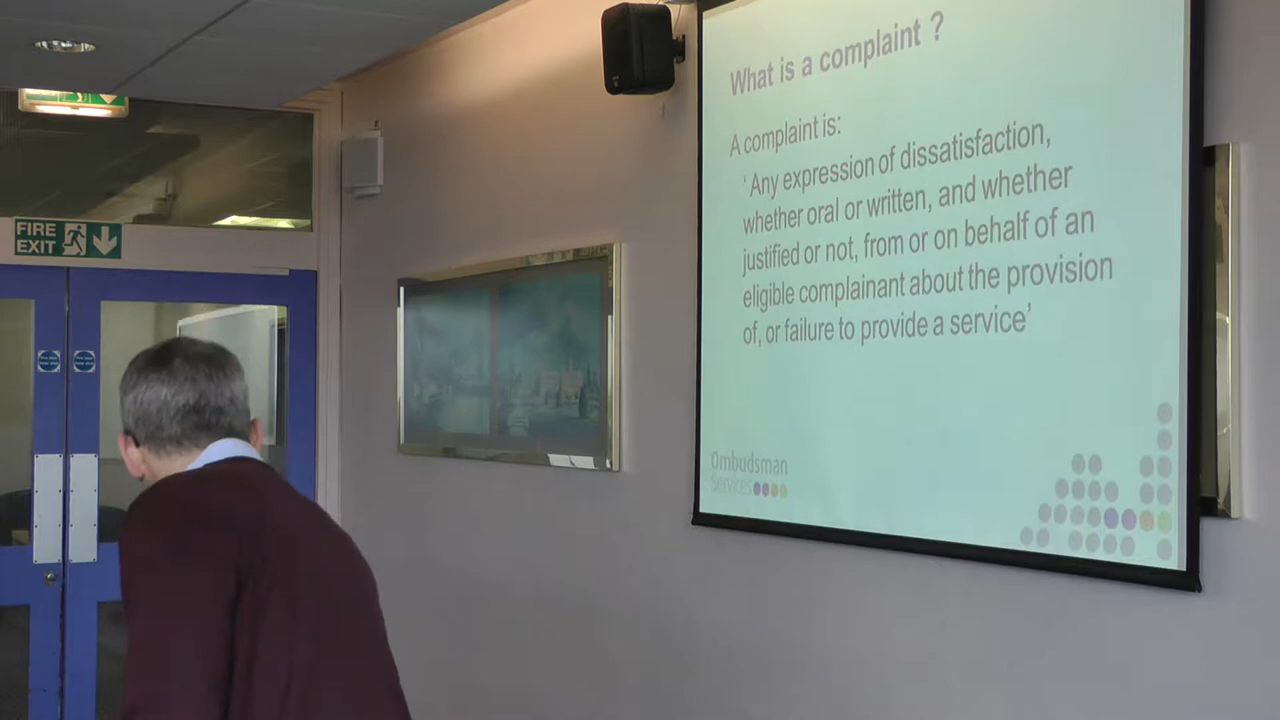 What is a complaint ?
A complaint is:
‘ Any expression of dissatisfaction,
whether oral or written, and whether
justified or not, from or on behalf of an
eligible complainant about the provision
of, or failure to provide a service’
Ombudsman
Services
FIRE
EXIT